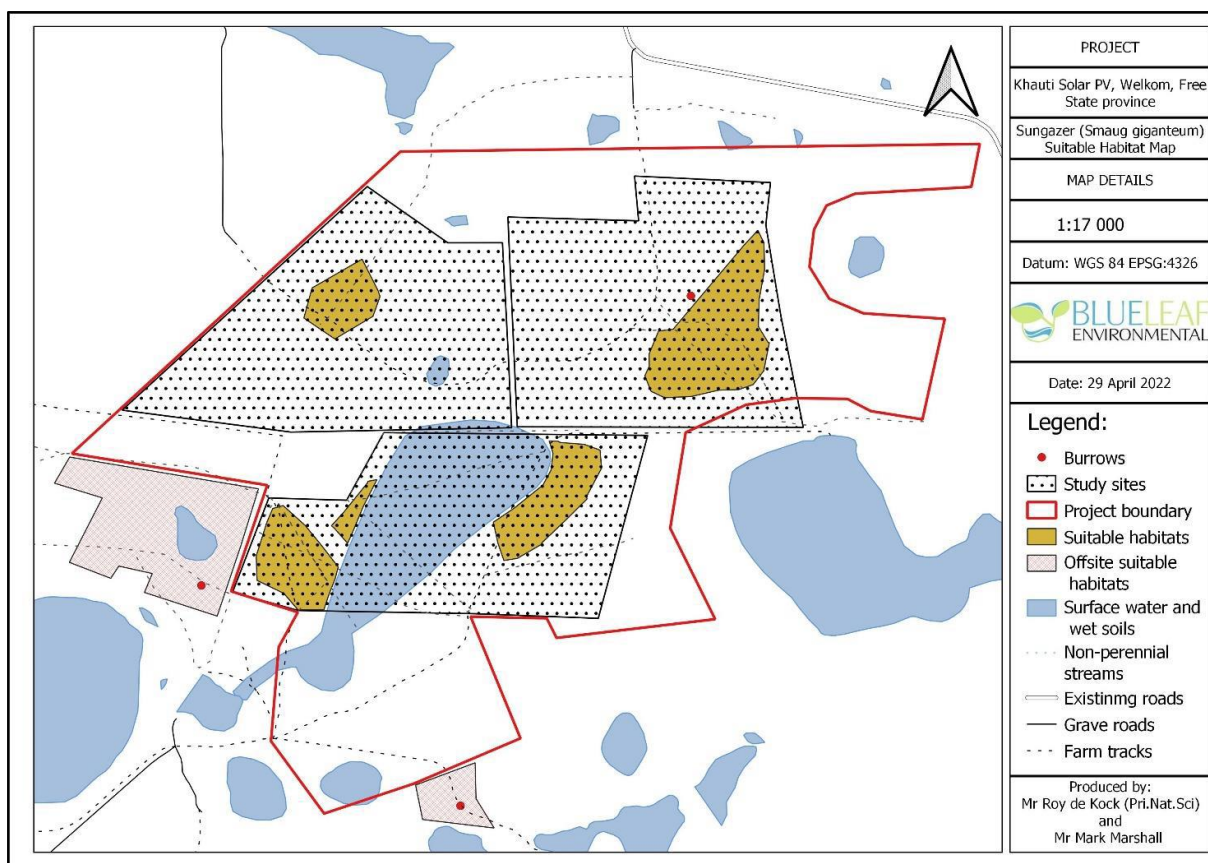 PROJECT
Khauti Solar PV, Welkom, Free
State province
Sungazer (Smaug giganteum)
Suitable Habitat Map
MAP DETAILS
1:17 000
Datum: WGS 84 EPSG:4326
BLUELEAF
ENVIRONMENTAL
Date: 29 April 2022
Legend:
Burrows
Study sites
Project boundary
Suitable habitats
Offsite suitable
habitats
Surface water and
wet soils
Non-perennial
streams
Existinmg roads
Grave roads
Farm tracks
Produced by:
Mr Roy de Kock (Pri.Nat.Sci)
and
Mr Mark Marshall